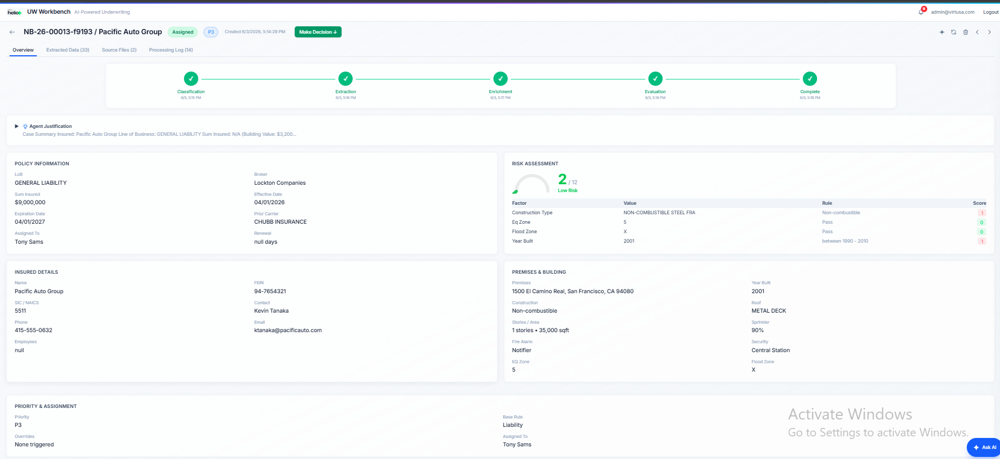 helio UW Workbench AI-Powered Underwriting 9 admin@virtusa.com Logout
NB-26-00013-f9193 / Pacific Auto Group Assigned P3 Created 6/3/2026, 5:14:29 PM Make Decision ↓
Overview Extracted Data (33) Source Files (2) Processing Log (14)
Classification Extraction Enrichment Evaluation Complete
6/3, 5:15 PM 6/3, 5:16 PM 6/3, 5:17 PM 6/3, 5:18 PM 6/3, 5:18 PM
Agent Justification
Case Summary Insured: Pacific Auto Group Line of Business: GENERAL LIABILITY Sum Insured: N/A (Building Value: $3,200...
POLICY INFORMATION
LoB Broker
GENERAL LIABILITY Lockton Companies
Sum Insured Effective Date
$9,000,000 04/01/2026
Expiration Date Prior Carrier
04/01/2027 CHUBB INSURANCE
Assigned To Renewal
Tony Sams null days
RISK ASSESSMENT
2 / 12
Low Risk
Factor Value Rule Score
Construction Type NON-COMBUSTIBLE STEEL FRA Non-combustible 1
Eq Zone 5 Pass 0
Flood Zone X Pass 0
Year Built 2001 between 1990 - 2010 1
INSURED DETAILS
Name FEIN
Pacific Auto Group 94-7654321
SIC / NAICS Contact
5511 Kevin Tanaka
Phone Email
415-555-0632 ktanaka@pacificauto.com
Employees
null
PREMISES & BUILDING
Premises Year Built
1500 El Camino Real, San Francisco, CA 94080 2001
Construction Roof
Non-combustible METAL DECK
Stories / Area Sprinkler
1 stories • 35,000 sqft 90%
Fire Alarm Security
Notifier Central Station
EQ Zone Flood Zone
5 X
PRIORITY & ASSIGNMENT
Priority Base Rule
P3 Liability
Overrides Assigned To
None triggered Tony Sams
Activate Windows
Go to Settings to activate Windows.
Ask AI